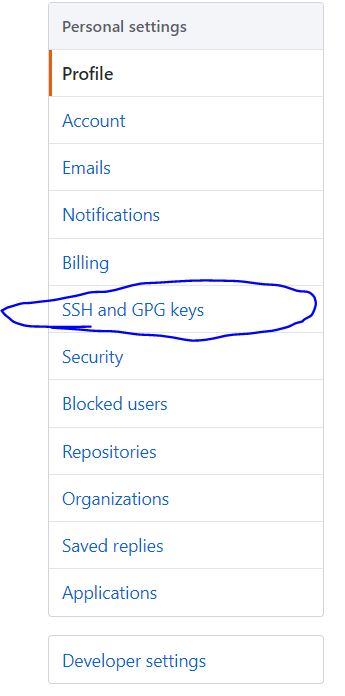 Personal settings
Profile
Account
Emails
Notifications
Billing
SSH and GPG keys
Security
Blocked users
Repositories
Organizations
Saved replies
Applications
Developer settings